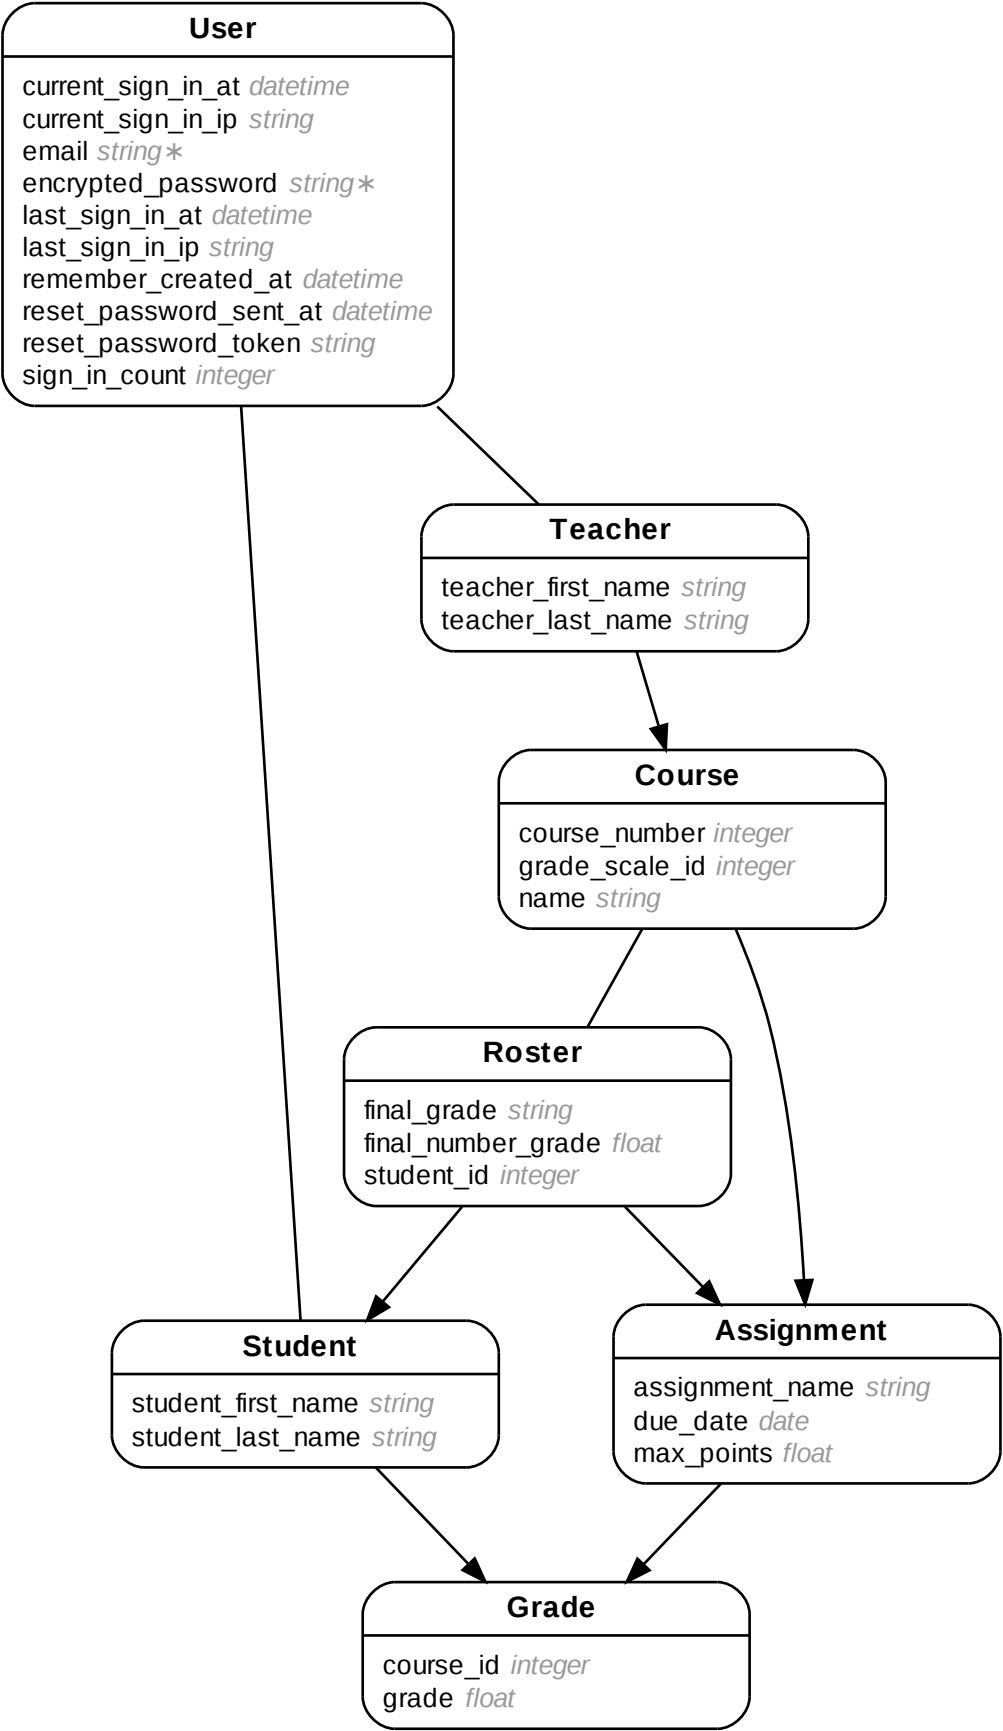 User
current_sign_in_at datetime
current_sign_in_ip string
email string∗
encrypted_password string∗
last_sign_in_at datetime
last_sign_in_ip string
remember_created_at datetime
reset_password_sent_at datetime
reset_password_token string
sign_in_count integer
Teacher
teacher_first_name string
teacher_last_name string
Course
course_number integer
grade_scale_id integer
name string
Roster
final_grade string
final_number_grade float
student_id integer
Student
student_first_name string
student_last_name string
Assignment
assignment_name string
due_date date
max_points float
Grade
course_id integer
grade float